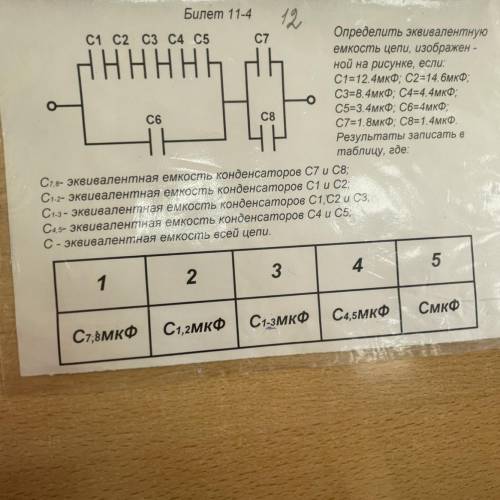 Билет 11-4
12
C1 C2 C3 C4 C5 C7
C6
C8
Определить эквивалентную
емкость цепи, изображен -
ной на рисунке, если:
C1=12.4мкФ; C2=14.6мкФ;
C3=8.4мкФ; C4=4.4мкФ;
C5=3.4мкФ; C6=4мкФ;
C7=1.8мкФ; C8=1.4мкФ.
Результаты записать в
таблицу, где:
C7,8- эквивалентная емкость конденсаторов C7 и C8;
C1-2- эквивалентная емкость конденсаторов C1 и C2;
C1-3 - эквивалентная емкость конденсаторов C1,C2 и C3,
C4,5- эквивалентная емкость конденсаторов C4 и C5;
C - эквивалентная емкость всей цепи.
1 2 3 4 5
C7,8мкФ C1,2мкФ C1-3мкФ C4,5мкФ Cмкф